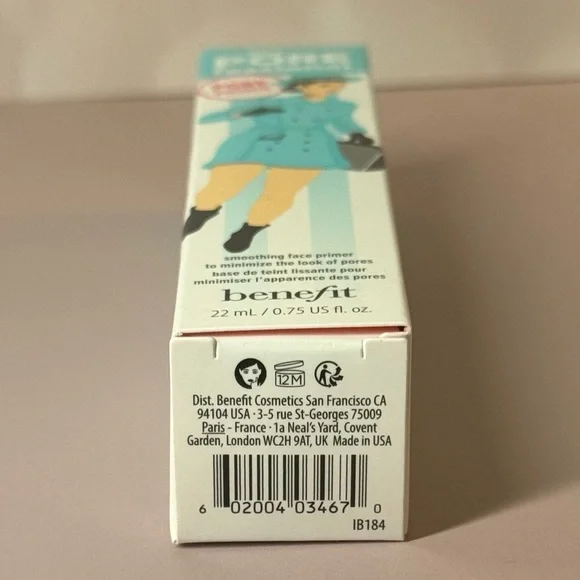 PORE
smoothing face primer
to minimize the look of pores
base de teint lissante pour
minimiser l'apparence des pores
benefit
22 mL / 0.75 US fl. oz.
12M
Dist. Benefit Cosmetics San Francisco CA
94104 USA · 3-5 rue St-Georges 75009
Paris - France · 1a Neal's Yard, Covent
Garden, London WC2H 9AT, UK Made in USA
6 02004 03467 0
IB184